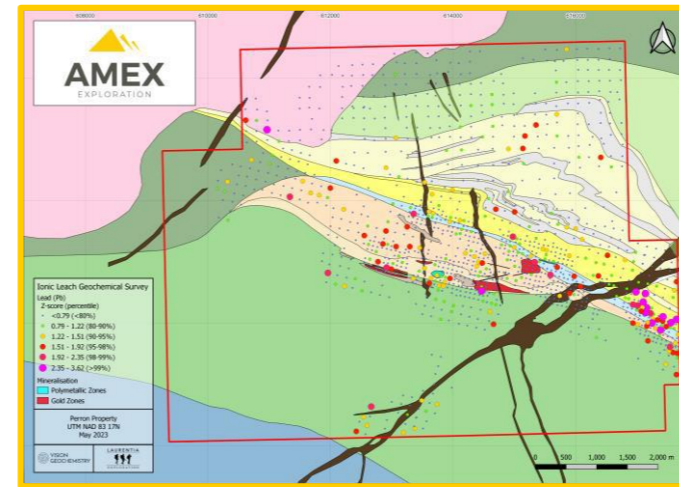 608000 610000 612000 614000 616000
AMEX
EXPLORATION
Ionic Leach Geochemical Survey
Lead (Pb)
Z-score (percentile)
<0.79 (<80%)
0.79 - 1.22 (80-90%)
1.22 - 1.51 (90-95%)
1.51 - 1.92 (95-98%)
1.92 - 2.35 (98-99%)
2.35 - 3.62 (>99%)
Mineralisation
Polymetallic Zones
Gold Zones
Perron Property
UTM NAD 83 17N
May 2023
VISION
GEOCHEMISTRY
LAURENTIA
0 500 1,000 1,500 2,000 m